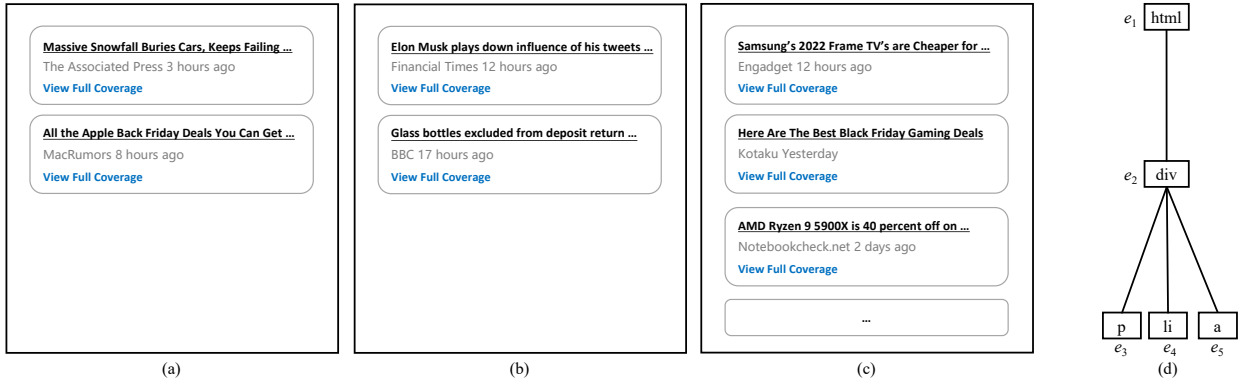 Massive Snowfall Buries Cars, Keeps Failing ...
The Associated Press 3 hours ago
View Full Coverage
All the Apple Back Friday Deals You Can Get ...
MacRumors 8 hours ago
View Full Coverage
(a)
Elon Musk plays down influence of his tweets ...
Financial Times 12 hours ago
View Full Coverage
Glass bottles excluded from deposit return ...
BBC 17 hours ago
View Full Coverage
(b)
Samsung's 2022 Frame TV's are Cheaper for ...
Engadget 12 hours ago
View Full Coverage
Here Are The Best Black Friday Gaming Deals
Kotaku Yesterday
View Full Coverage
AMD Ryzen 9 5900X is 40 percent off on ...
Notebookcheck.net 2 days ago
View Full Coverage
...
(c)
e1 html
e2 div
p li a
e3 e4 e5
(d)